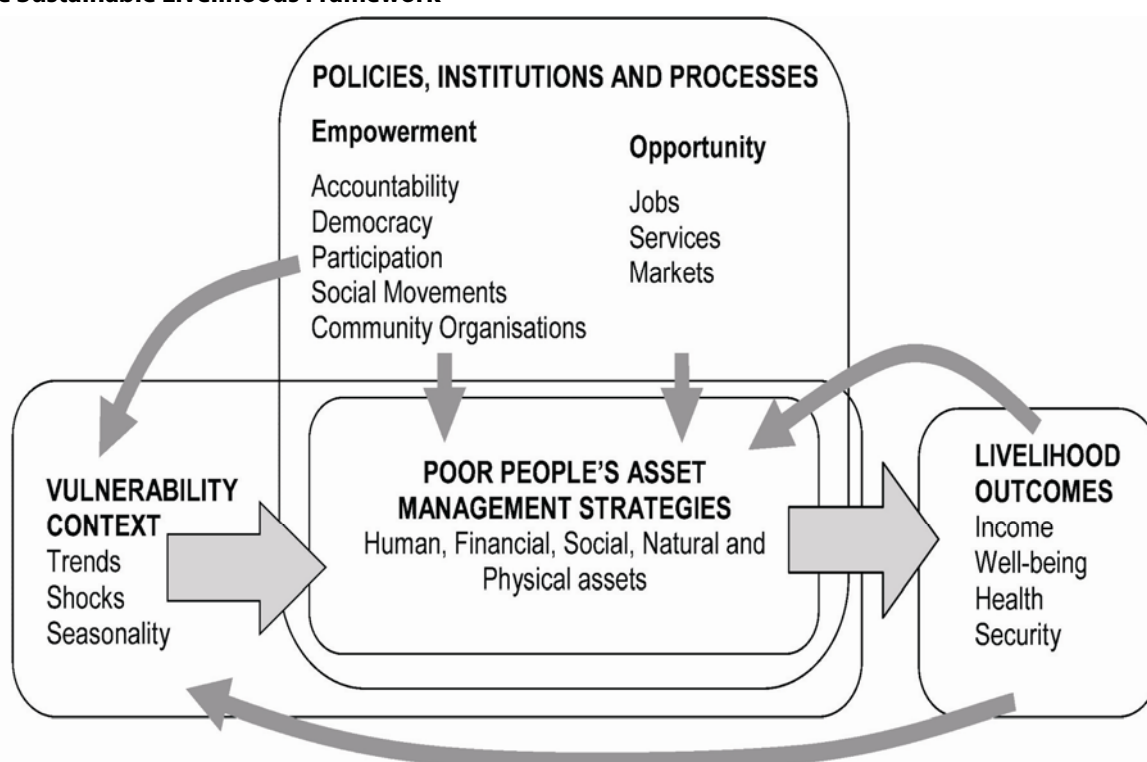 POLICIES, INSTITUTIONS AND PROCESSES
Empowerment
Accountability
Democracy
Participation
Social Movements
Community Organisations
Opportunity
Jobs
Services
Markets
VULNERABILITY
CONTEXT
Trends
Shocks
Seasonality
POOR PEOPLE'S ASSET
MANAGEMENT STRATEGIES
Human, Financial, Social, Natural and
Physical assets
LIVELIHOOD
OUTCOMES
Income
Well-being
Health
Security